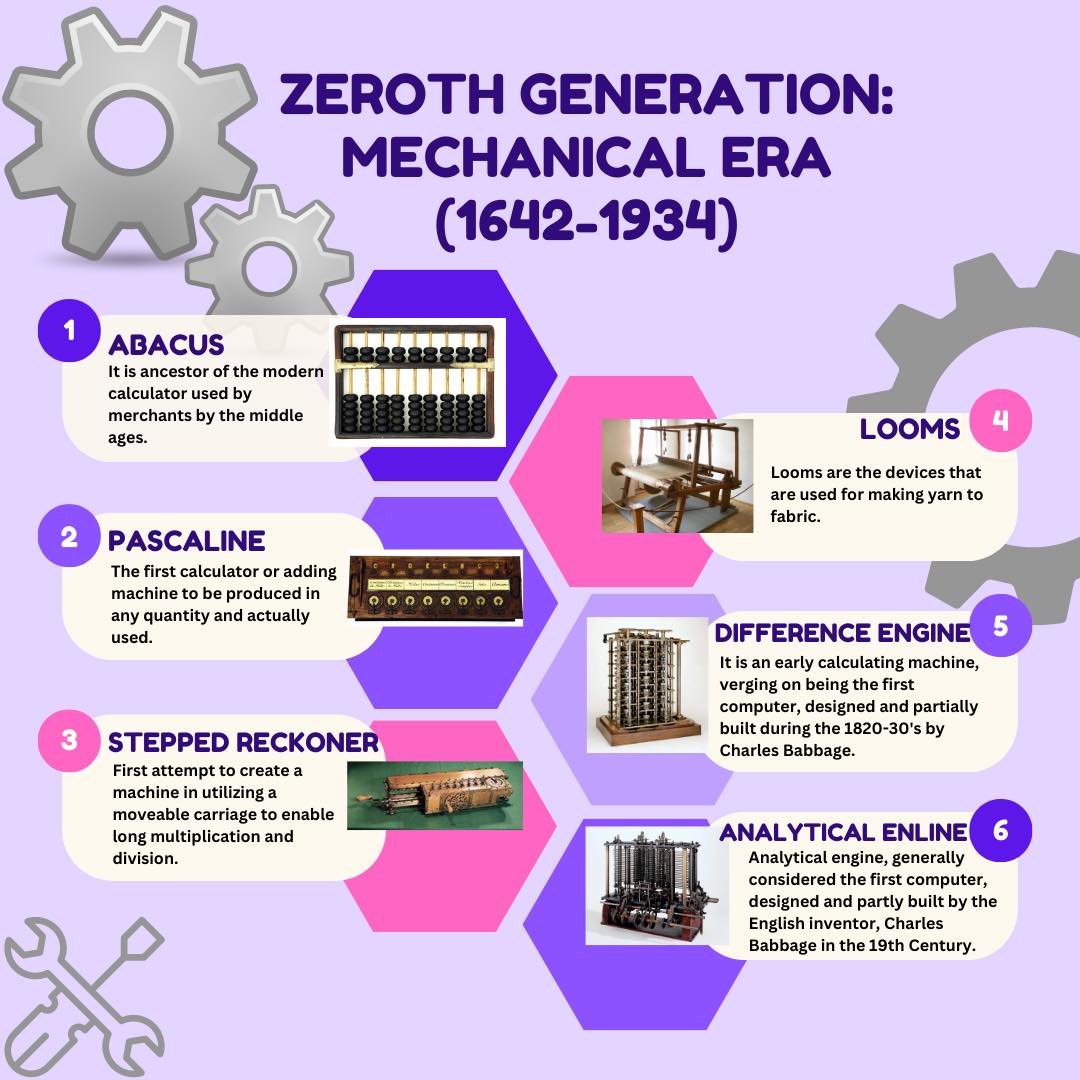 ZEROTH GENERATION:
MECHANICAL ERA
(1642-1934)
1
ABACUS
It is ancestor of the modern
calculator used by
merchants by the middle
ages.
2
PASCALINE
The first calculator or adding
machine to be produced in
any quantity and actually
used.
3
STEPPED RECKONER
First attempt to create a
machine in utilizing a
moveable carriage to enable
long multiplication and
division.
4
LOOMS
Looms are the devices that
are used for making yarn to
fabric.
5
DIFFERENCE ENGINE
It is an early calculating machine,
verging on being the first
computer, designed and partially
built during the 1820-30's by
Charles Babbage.
6
ANALYTICAL ENLINE
Analytical engine, generally
considered the first computer,
designed and partly built by the
English inventor, Charles
Babbage in the 19th Century.